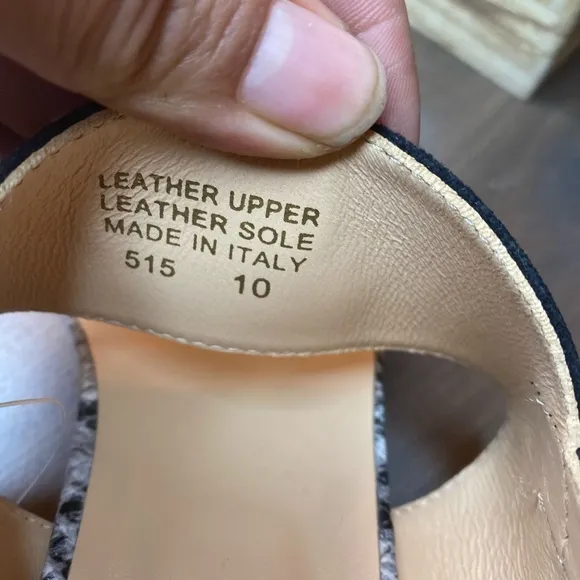 LEATHER UPPER
LEATHER SOLE
MADE IN ITALY
515 10